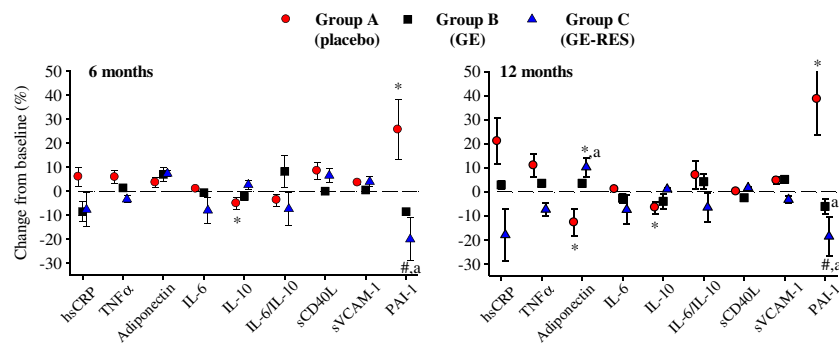 Group A Group B Group C
(placebo) (GE) (GE-RES)
Change from baseline (%)
6 months
50
40
30
20
10
0
-10
-20
-30
*
*
#,a
hsCRP TNFα Adiponectin IL-6 IL-10 IL-6/IL-10 sCD40L sVCAM-1 PAI-1
12 months
50
40
30
20
10
0
-10
-20
-30
*
*,a
*
*
a
#,a
hsCRP TNFα Adiponectin IL-6 IL-10 IL-6/IL-10 sCD40L sVCAM-1 PAI-1